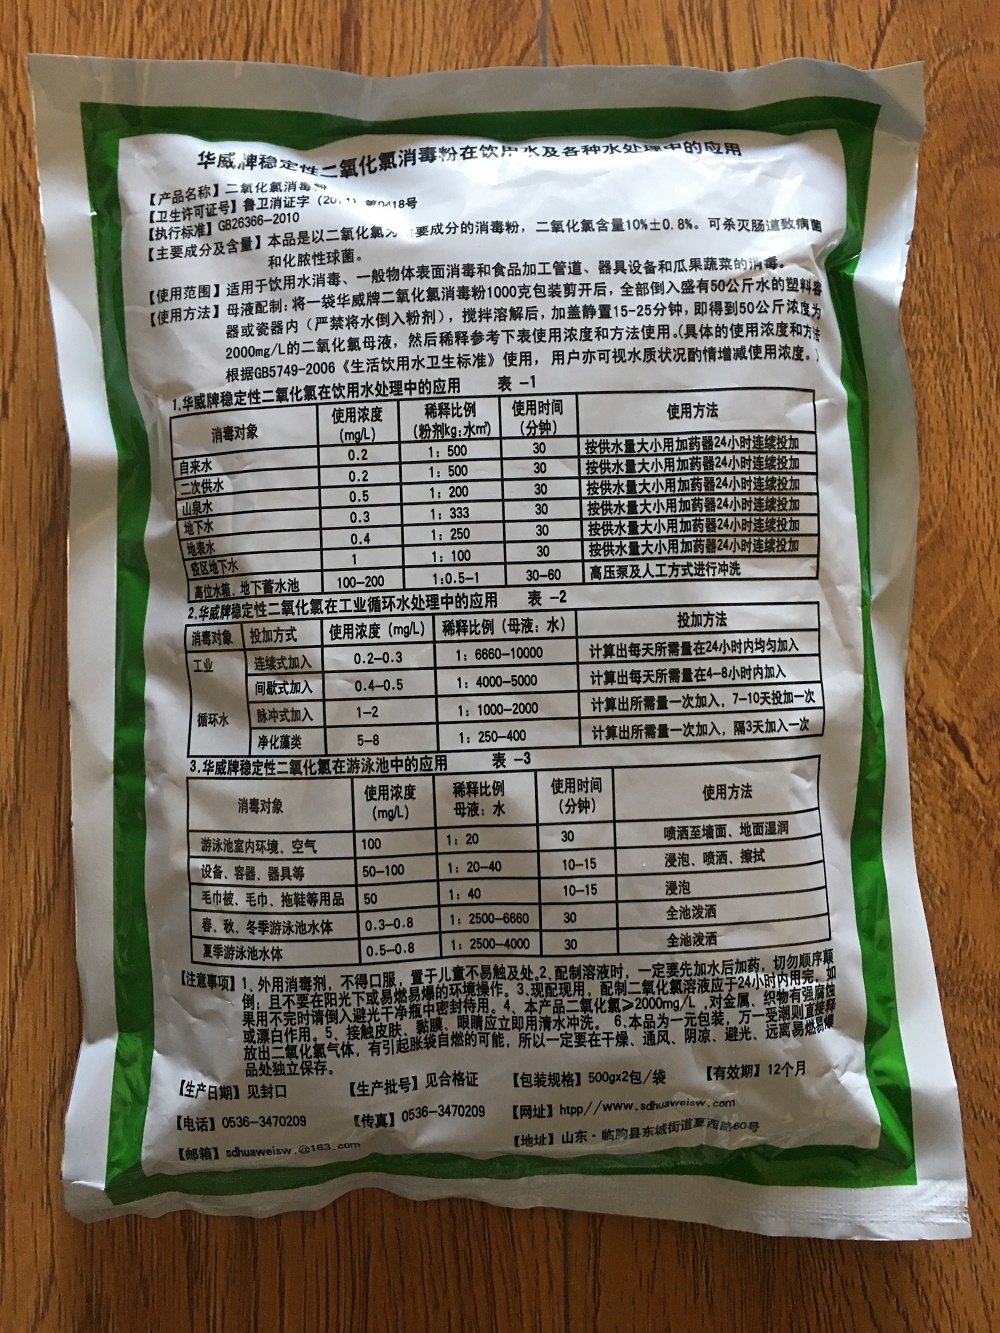 华威牌稳定性二氧化氯消毒粉在饮用水及各种水处理中的应用
【产品名称】二氧化氯消毒粉
【卫生许可证号】鲁卫消证字（2011）第0418号
【执行标准】GB26366-2010
【主要成分及含量】本品是以二氧化氯为主要成分的消毒粉，二氧化氯含量10%±0.8%。可杀灭肠道致病菌
和化脓性球菌。
【使用范围】适用于饮用水消毒、一般物体表面消毒和食品加工管道、器具设备和瓜果蔬菜的消毒。
【使用方法】母液配制：将一袋华威牌二氧化氯消毒粉1000克包装剪开后，全部倒入盛有50公斤水的塑料容
器或瓷器内（严禁将水倒入粉剂），搅拌溶解后，加盖静置15-25分钟，即得到50公斤浓度为
2000mg/L的二氧化氯母液，然后稀释参考下表使用浓度和方法使用。（具体的使用浓度和方法
根据GB5749-2006《生活饮用水卫生标准》使用，用户亦可视水质状况酌情增减使用浓度。）
1.华威牌稳定性二氧化氯在饮用水处理中的应用 表-1
消毒对象 使用浓度(mg/L) 稀释比例(粉剂kg:水㎥) 使用时间(分钟) 使用方法
自来水 0.2 1：500 30 按供水量大小用加药器24小时连续投加
二次供水 0.2 1：500 30 按供水量大小用加药器24小时连续投加
山泉水 0.5 1：200 30 按供水量大小用加药器24小时连续投加
地下水 0.3 1：333 30 按供水量大小用加药器24小时连续投加
地表水 0.4 1：250 30 按供水量大小用加药器24小时连续投加
疫区地下水 1 1：100 30 按供水量大小用加药器24小时连续投加
高位水箱、地下蓄水池 100-200 1:0.5-1 30-60 高压泵及人工方式进行冲洗
2.华威牌稳定性二氧化氯在工业循环水处理中的应用 表-2
消毒对象 投加方式 使用浓度（mg/L） 稀释比例（母液：水） 投加方法
工业 连续式加入 0.2-0.3 1：6660-10000 计算出每天所需量在24小时内均匀加入
间歇式加入 0.4-0.5 1：4000-5000 计算出每天所需量在4-8小时内加入
循环水 脉冲式加入 1-2 1：1000-2000 计算出所需量一次加入，7-10天投加一次
净化藻类 5-8 1：250-400 计算出所需量一次加入，隔3天加入一次
3.华威牌稳定性二氧化氯在游泳池中的应用 表-3
消毒对象 使用浓度(mg/L) 稀释比例母液：水 使用时间(分钟) 使用方法
游泳池室内环境、空气 100 1：20 30 喷洒至墙面、地面湿润
设备、容器、器具等 50-100 1：20-40 10-15 浸泡、喷洒、擦拭
毛巾被、毛巾、拖鞋等用品 50 1：40 10-15 浸泡
春、秋、冬季游泳池水体 0.3-0.8 1：2500-6660 30 全池泼洒
夏季游泳池水体 0.5-0.8 1：2500-4000 30 全池泼洒
【注意事项】1、外用消毒剂，不得口服，置于儿童不易触及处。2、配制溶液时，一定要先加水后加药，切勿顺序颠
倒；且不要在阳光下或易燃易爆的环境操作。3、现配现用，配制二氧化氯溶液应于24小时内用完，如
果用不完时请倒入避光干净瓶中密封待用。4、本产品二氧化氯≥2000mg/L，对金属、织物有强腐蚀
或漂白作用。5、接触皮肤、黏膜、眼睛应立即用清水冲洗。6、本品为一元包装，万一受潮则直接释
放出二氧化氯气体，有引起胀袋自燃的可能，所以一定要在干燥、通风、阴凉、避光、远离易燃易爆
品处独立保存。
【生产日期】见封口 【生产批号】见合格证 【包装规格】500gx2包/袋 【有效期】12个月
【电话】0536-3470209 【传真】0536-3470209 【网址】htpp//www.sdhuaweisw.com
【邮箱】sdhuaweisw.@163.com 【地址】山东·临朐县东城街道夏西路60号